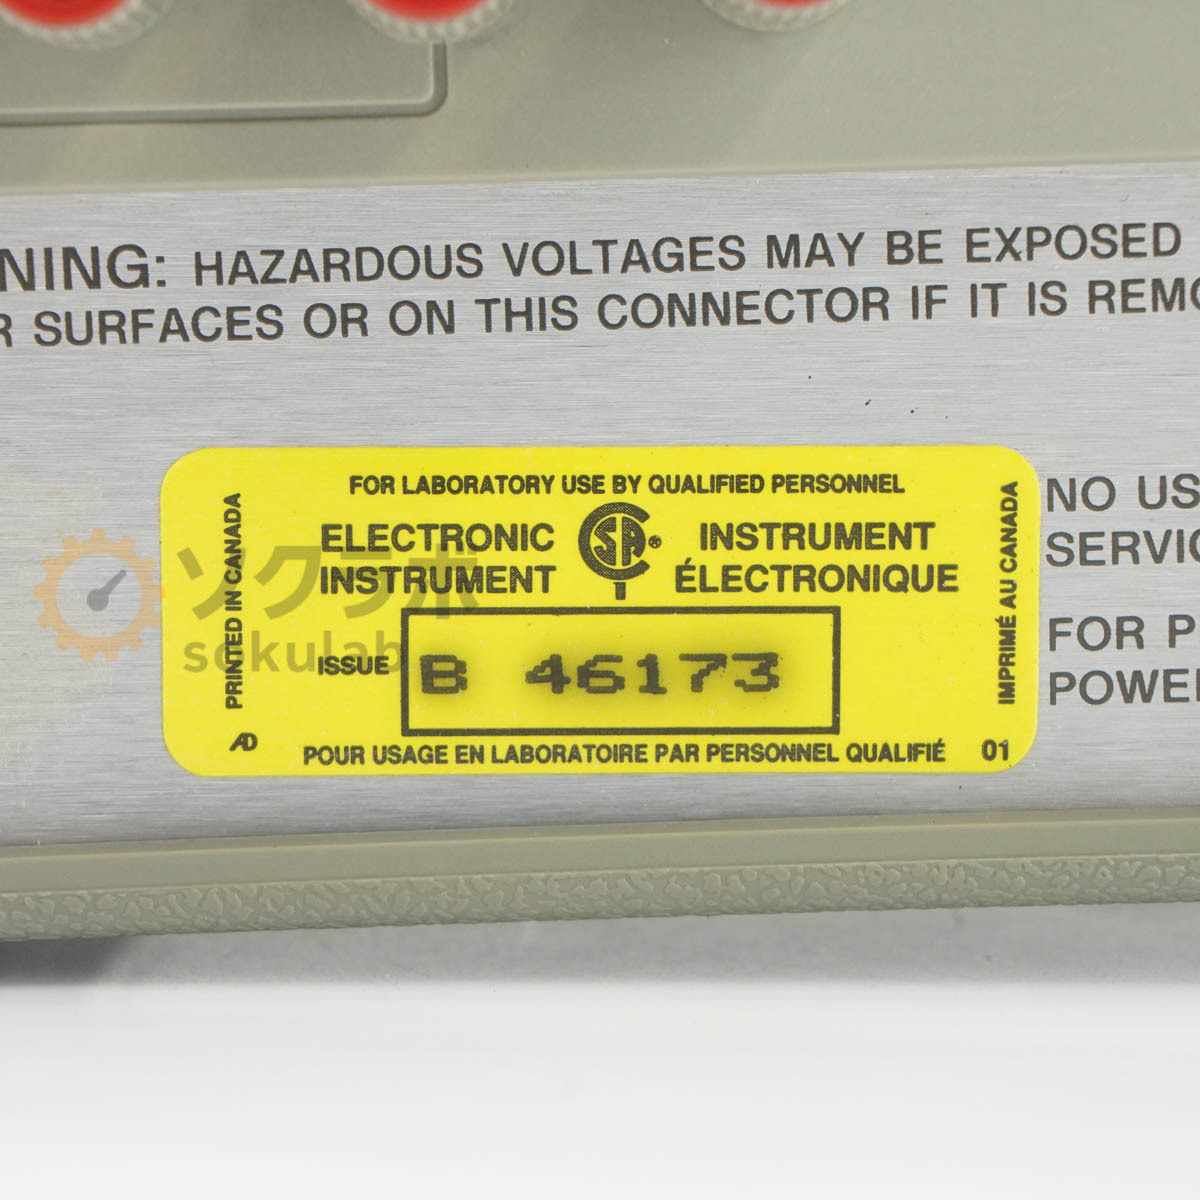 NING: HAZARDOUS VOLTAGES MAY BE EXPOSED
R SURFACES OR ON THIS CONNECTOR IF IT IS REMO
FOR LABORATORY USE BY QUALIFIED PERSONNEL
ELECTRONIC INSTRUMENT
CSA®
INSTRUMENT ÉLECTRONIQUE
ISSUE B 46173
POUR USAGE EN LABORATOIRE PAR PERSONNEL QUALIFIÉ 01
PRINTED IN CANADA
AD
IMPRIMÉ AU CANADA
NO US
SERVIC
FOR P
POWER
ソクラボ
sokulab